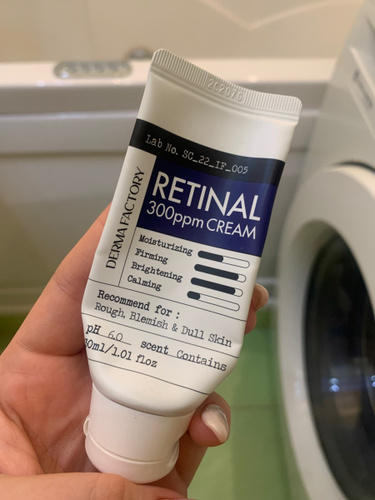 Lab No. SC_22_IF_005
DERMA FACTORY
RETINAL
300ppm CREAM
Moisturizing
Firming
Brightening
Calming
Recommend for :
Rough, Blemish & Dull Skin
pH 6.0 scent Contains
30ml/1.01 floz